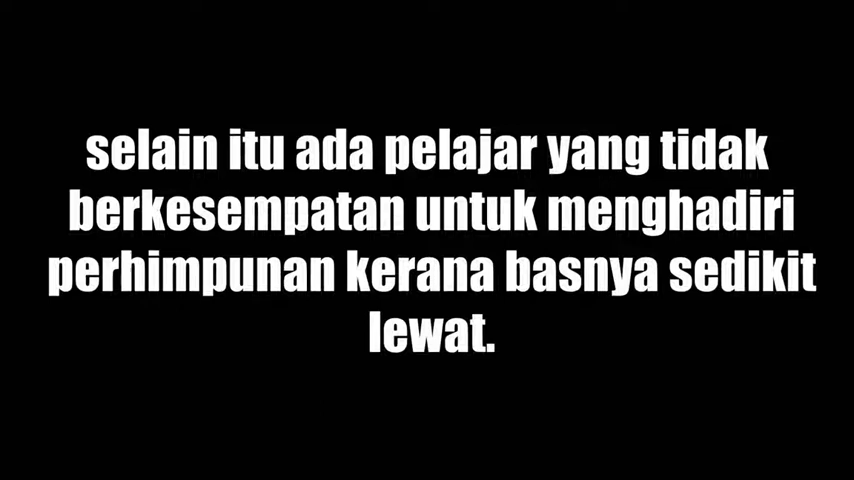 selain itu ada pelajar yang tidak
berkesempatan untuk menghadiri
perhimpunan kerana basnya sedikit
lewat.